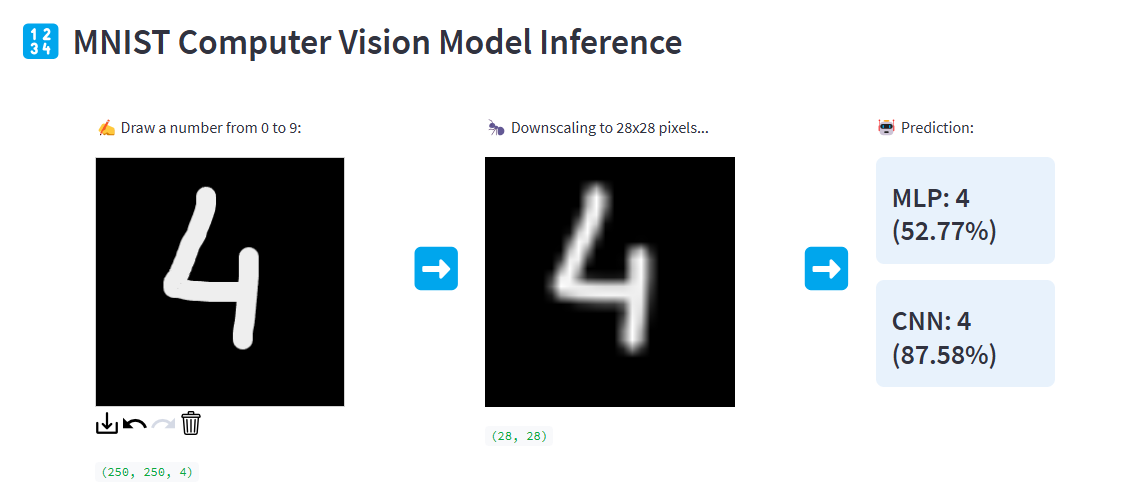 🔢 MNIST Computer Vision Model Inference
✍️ Draw a number from 0 to 9:
4
(250, 250, 4)
🐜 Downscaling to 28x28 pixels...
4
(28, 28)
🤖 Prediction:
MLP: 4
(52.77%)
CNN: 4
(87.58%)